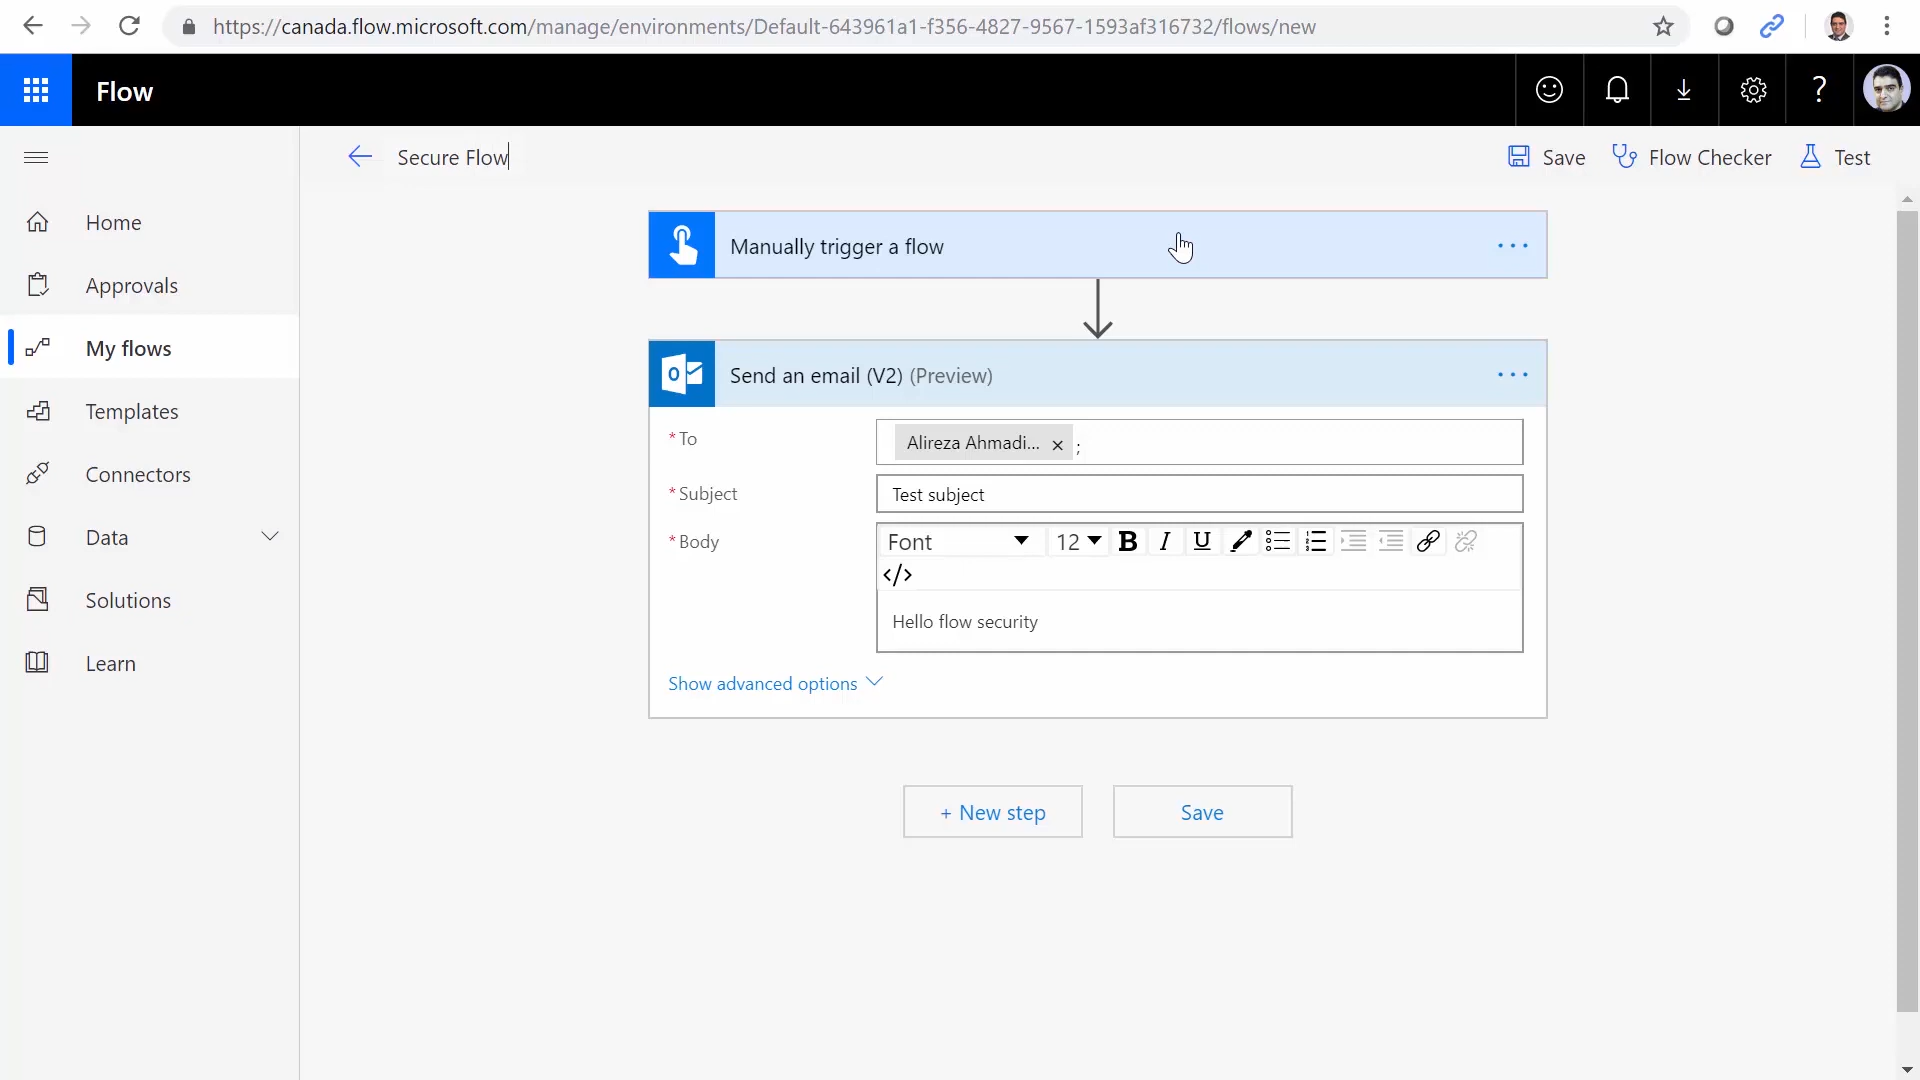 https://canada.flow.microsoft.com/manage/environments/Default-643961a1-f356-4827-9567-1593af316732/flows/new
Flow
?
Secure Flow
Save
Flow Checker
Test
Home
Approvals
My flows
Templates
Connectors
Data
Solutions
Learn
Manually trigger a flow
Send an email (V2) (Preview)
* To
Alireza Ahmadi... × ;
* Subject
Test subject
* Body
Font 12 B I U
</>
Hello flow security
Show advanced options
+ New step
Save